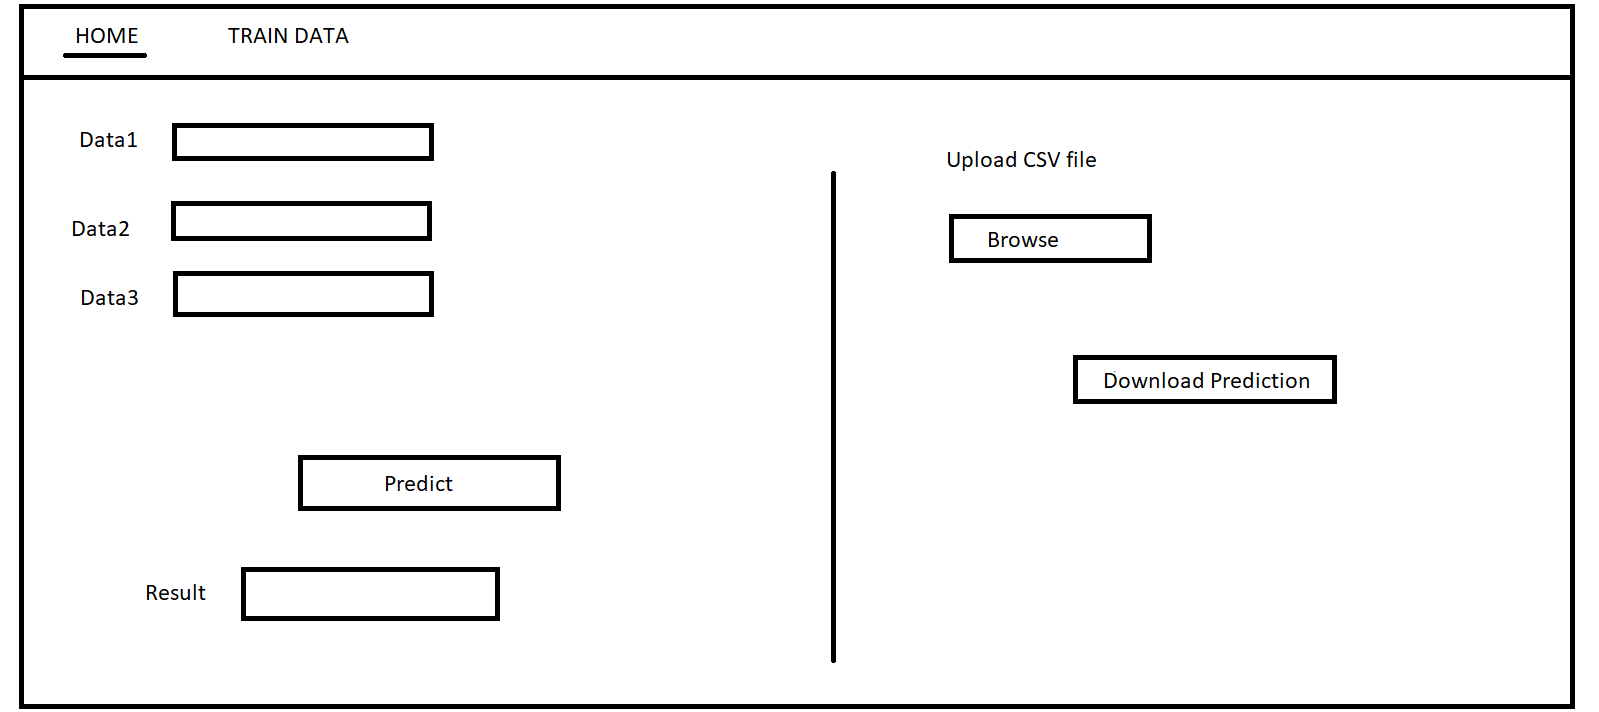 HOME
TRAIN DATA
Data1
Data2
Data3
Predict
Result
Upload CSV file
Browse
Download Prediction